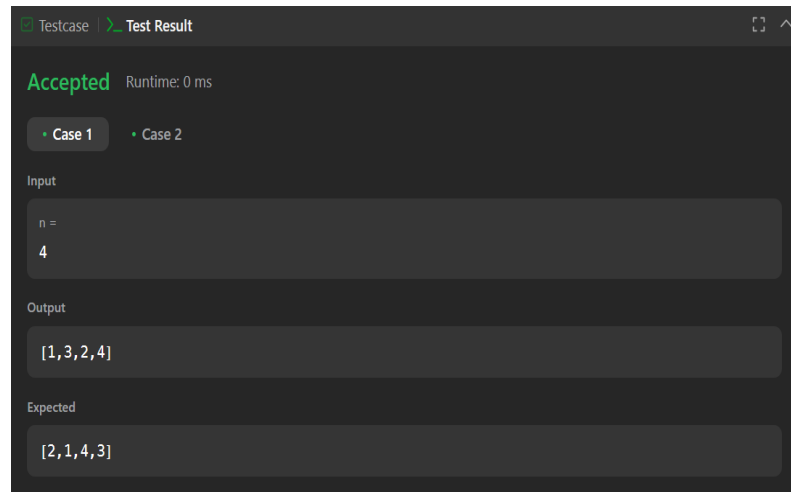 Testcase | >_ Test Result
Accepted Runtime: 0 ms
• Case 1 • Case 2
Input
n =
4
Output
[1,3,2,4]
Expected
[2,1,4,3]